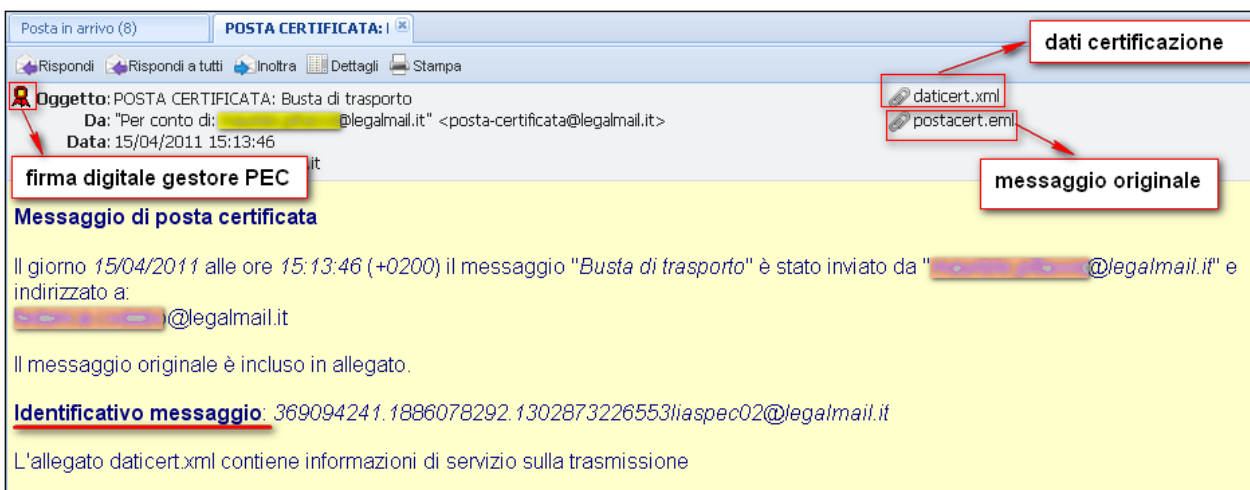 Posta in arrivo (8)
POSTA CERTIFICATA: I
dati certificazione
Rispondi Rispondi a tutti Inoltra Dettagli Stampa
Oggetto: POSTA CERTIFICATA: Busta di trasporto
daticert.xml
Da: "Per conto di: @legalmail.it" <posta-certificata@legalmail.it>
postacert.eml
Data: 15/04/2011 15:13:46
.it
firma digitale gestore PEC
messaggio originale
Messaggio di posta certificata
Il giorno 15/04/2011 alle ore 15:13:46 (+0200) il messaggio "Busta di trasporto" è stato inviato da "@legalmail.it" e
indirizzato a:
@legalmail.it
Il messaggio originale è incluso in allegato.
Identificativo messaggio: 369094241.1886078292.1302873226553liaspec02@legalmail.it
L'allegato daticert.xml contiene informazioni di servizio sulla trasmissione